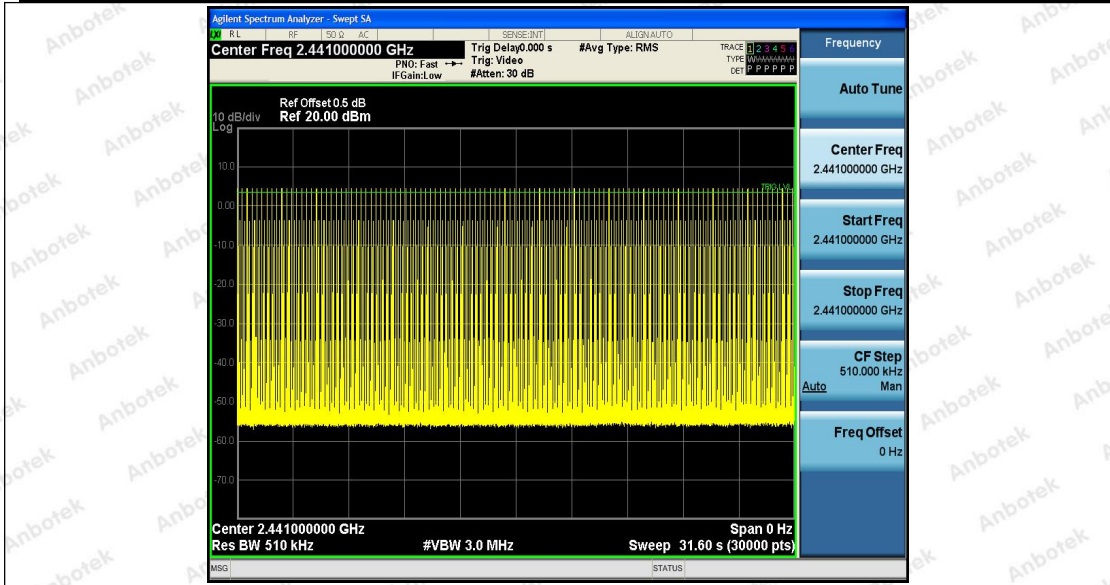 Agilent Spectrum Analyzer - Swept SA
LXI RL RF 50 Ω AC SENSE:INT ALIGNAUTO
Center Freq 2.441000000 GHz
PNO: Fast
IFGain:Low
Trig Delay0.000 s
Trig: Video
#Atten: 30 dB
#Avg Type: RMS
TRACE 1 2 3 4 5 6
TYPE
DET P P P P P P
Ref Offset 0.5 dB
Ref 20.00 dBm
10 dB/div
Log
10.0
0.00
-10.0
-20.0
-30.0
-40.0
-50.0
-60.0
-70.0
TRIG LVL
Center 2.441000000 GHz
Span 0 Hz
Res BW 510 kHz
#VBW 3.0 MHz
Sweep 31.60 s (30000 pts)
MSG
STATUS
Frequency
Auto Tune
Center Freq
2.441000000 GHz
Start Freq
2.441000000 GHz
Stop Freq
2.441000000 GHz
CF Step
510.000 kHz
Auto Man
Freq Offset
0 Hz
Anbotek